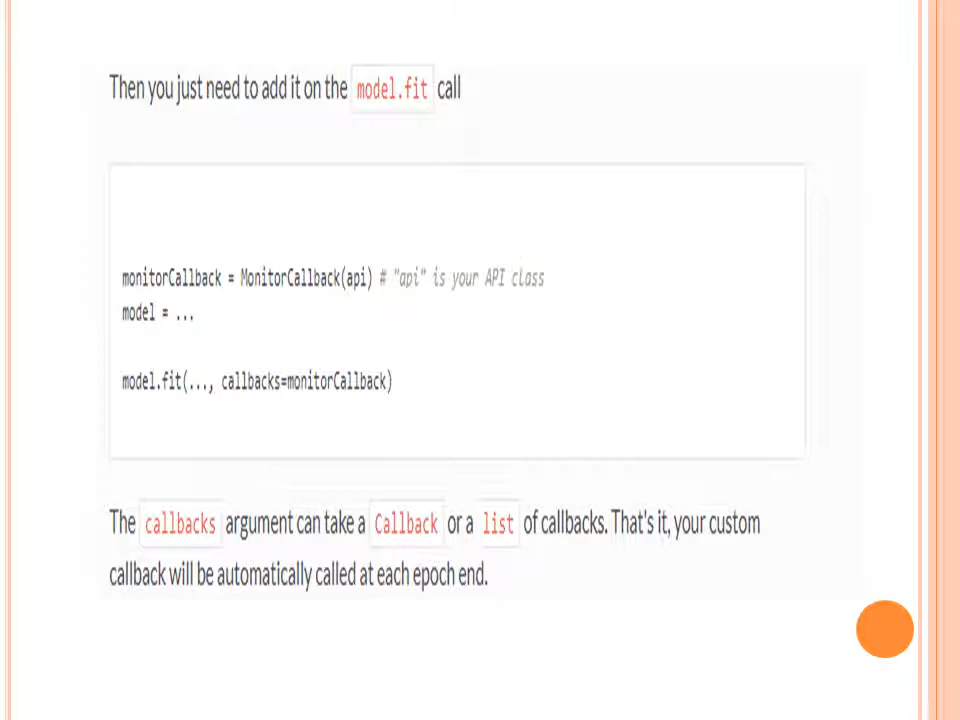 Then you just need to add it on the model.fit call
monitorCallback = MonitorCallback(api) # "api" is your API class
model = ...
model.fit(..., callbacks=monitorCallback)
The callbacks argument can take a Callback or a list of callbacks. That's it, your custom
callback will be automatically called at each epoch end.